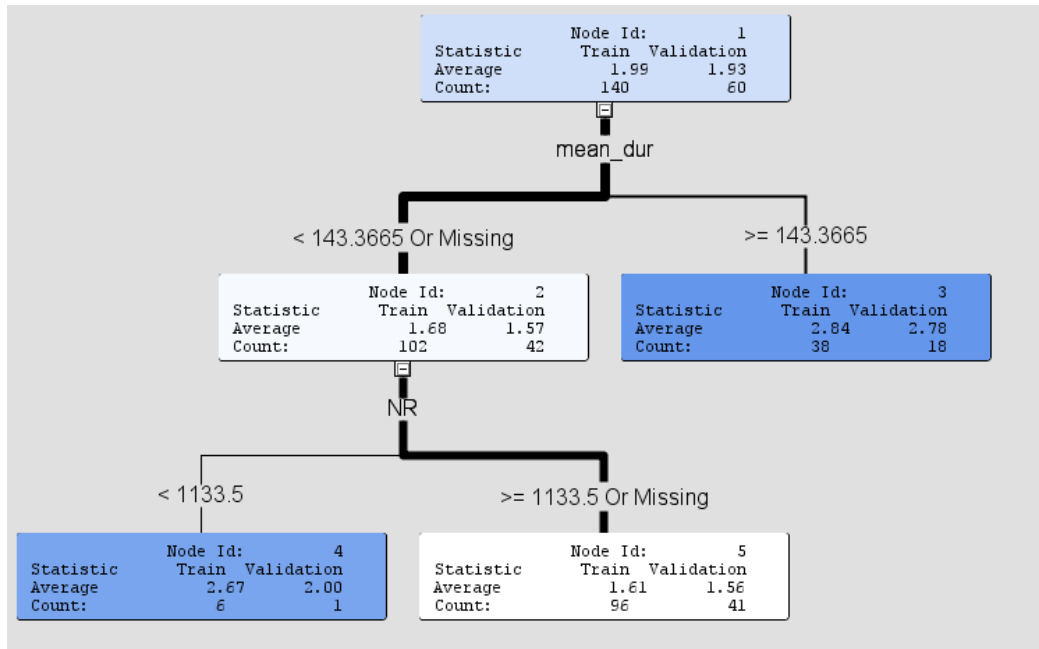 Node Id: 1
Statistic Train Validation
Average 1.99 1.93
Count: 140 60
mean_dur
< 143.3665 Or Missing
>= 143.3665
Node Id: 2
Statistic Train Validation
Average 1.68 1.57
Count: 102 42
Node Id: 3
Statistic Train Validation
Average 2.84 2.78
Count: 38 18
NR
< 1133.5
>= 1133.5 Or Missing
Node Id: 4
Statistic Train Validation
Average 2.67 2.00
Count: 6 1
Node Id: 5
Statistic Train Validation
Average 1.61 1.56
Count: 96 41